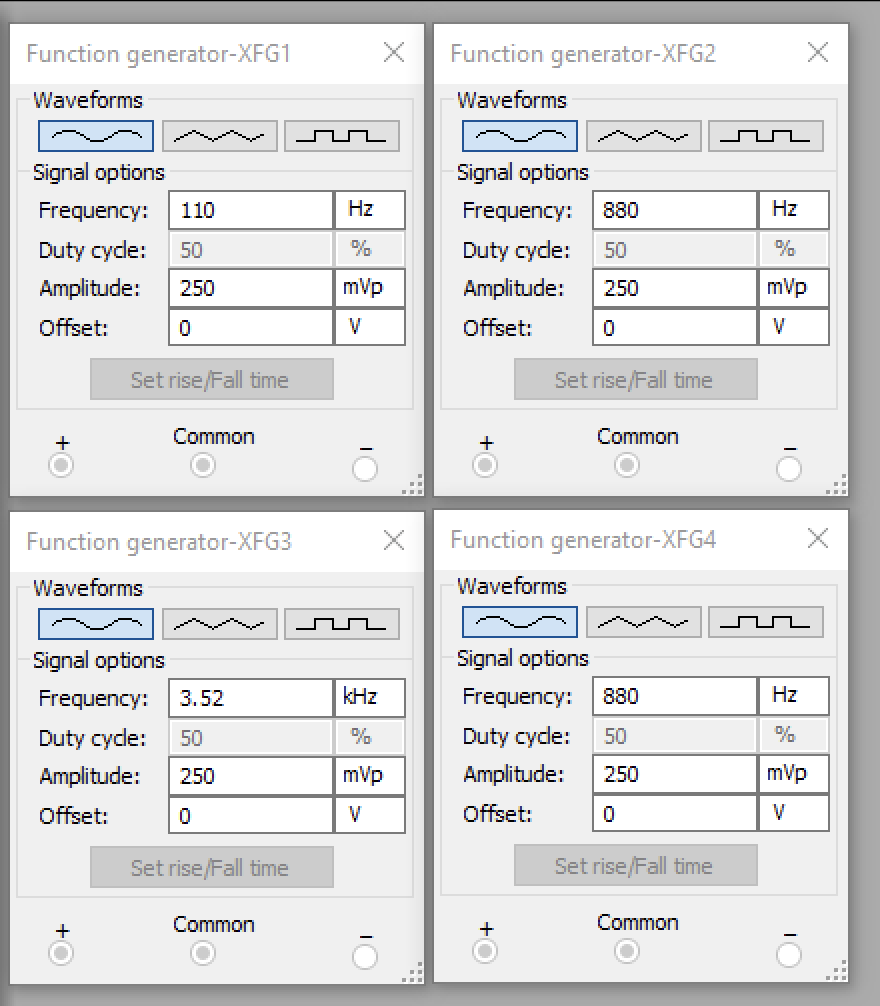 Function generator-XFG1
Waveforms
Signal options
Frequency: 110 Hz
Duty cycle: 50 %
Amplitude: 250 mVp
Offset: 0 V
Set rise/Fall time
+ Common –
Function generator-XFG2
Waveforms
Signal options
Frequency: 880 Hz
Duty cycle: 50 %
Amplitude: 250 mVp
Offset: 0 V
Set rise/Fall time
+ Common –
Function generator-XFG3
Waveforms
Signal options
Frequency: 3.52 kHz
Duty cycle: 50 %
Amplitude: 250 mVp
Offset: 0 V
Set rise/Fall time
+ Common –
Function generator-XFG4
Waveforms
Signal options
Frequency: 880 Hz
Duty cycle: 50 %
Amplitude: 250 mVp
Offset: 0 V
Set rise/Fall time
+ Common –